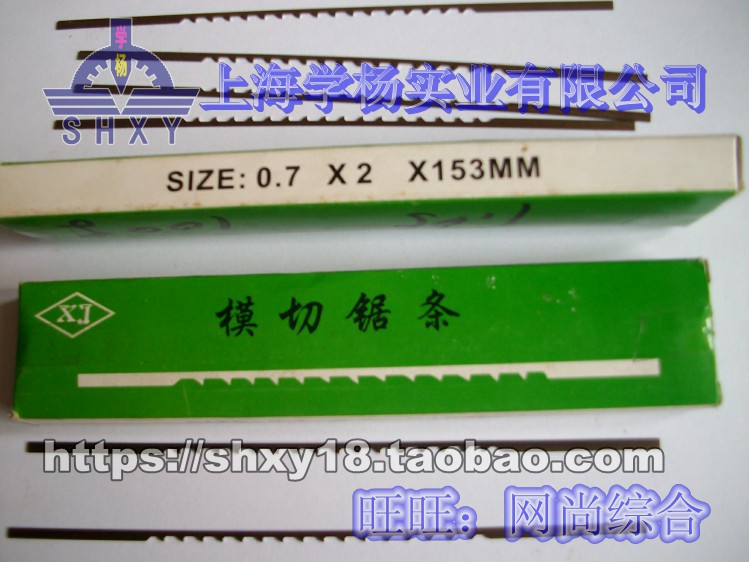 学
杨
SHXY
上海学杨实业有限公司
SIZE: 0.7 X 2 X153MM
XJ
模切锯条
https://shxy18.taobao.com
旺旺：网尚综合